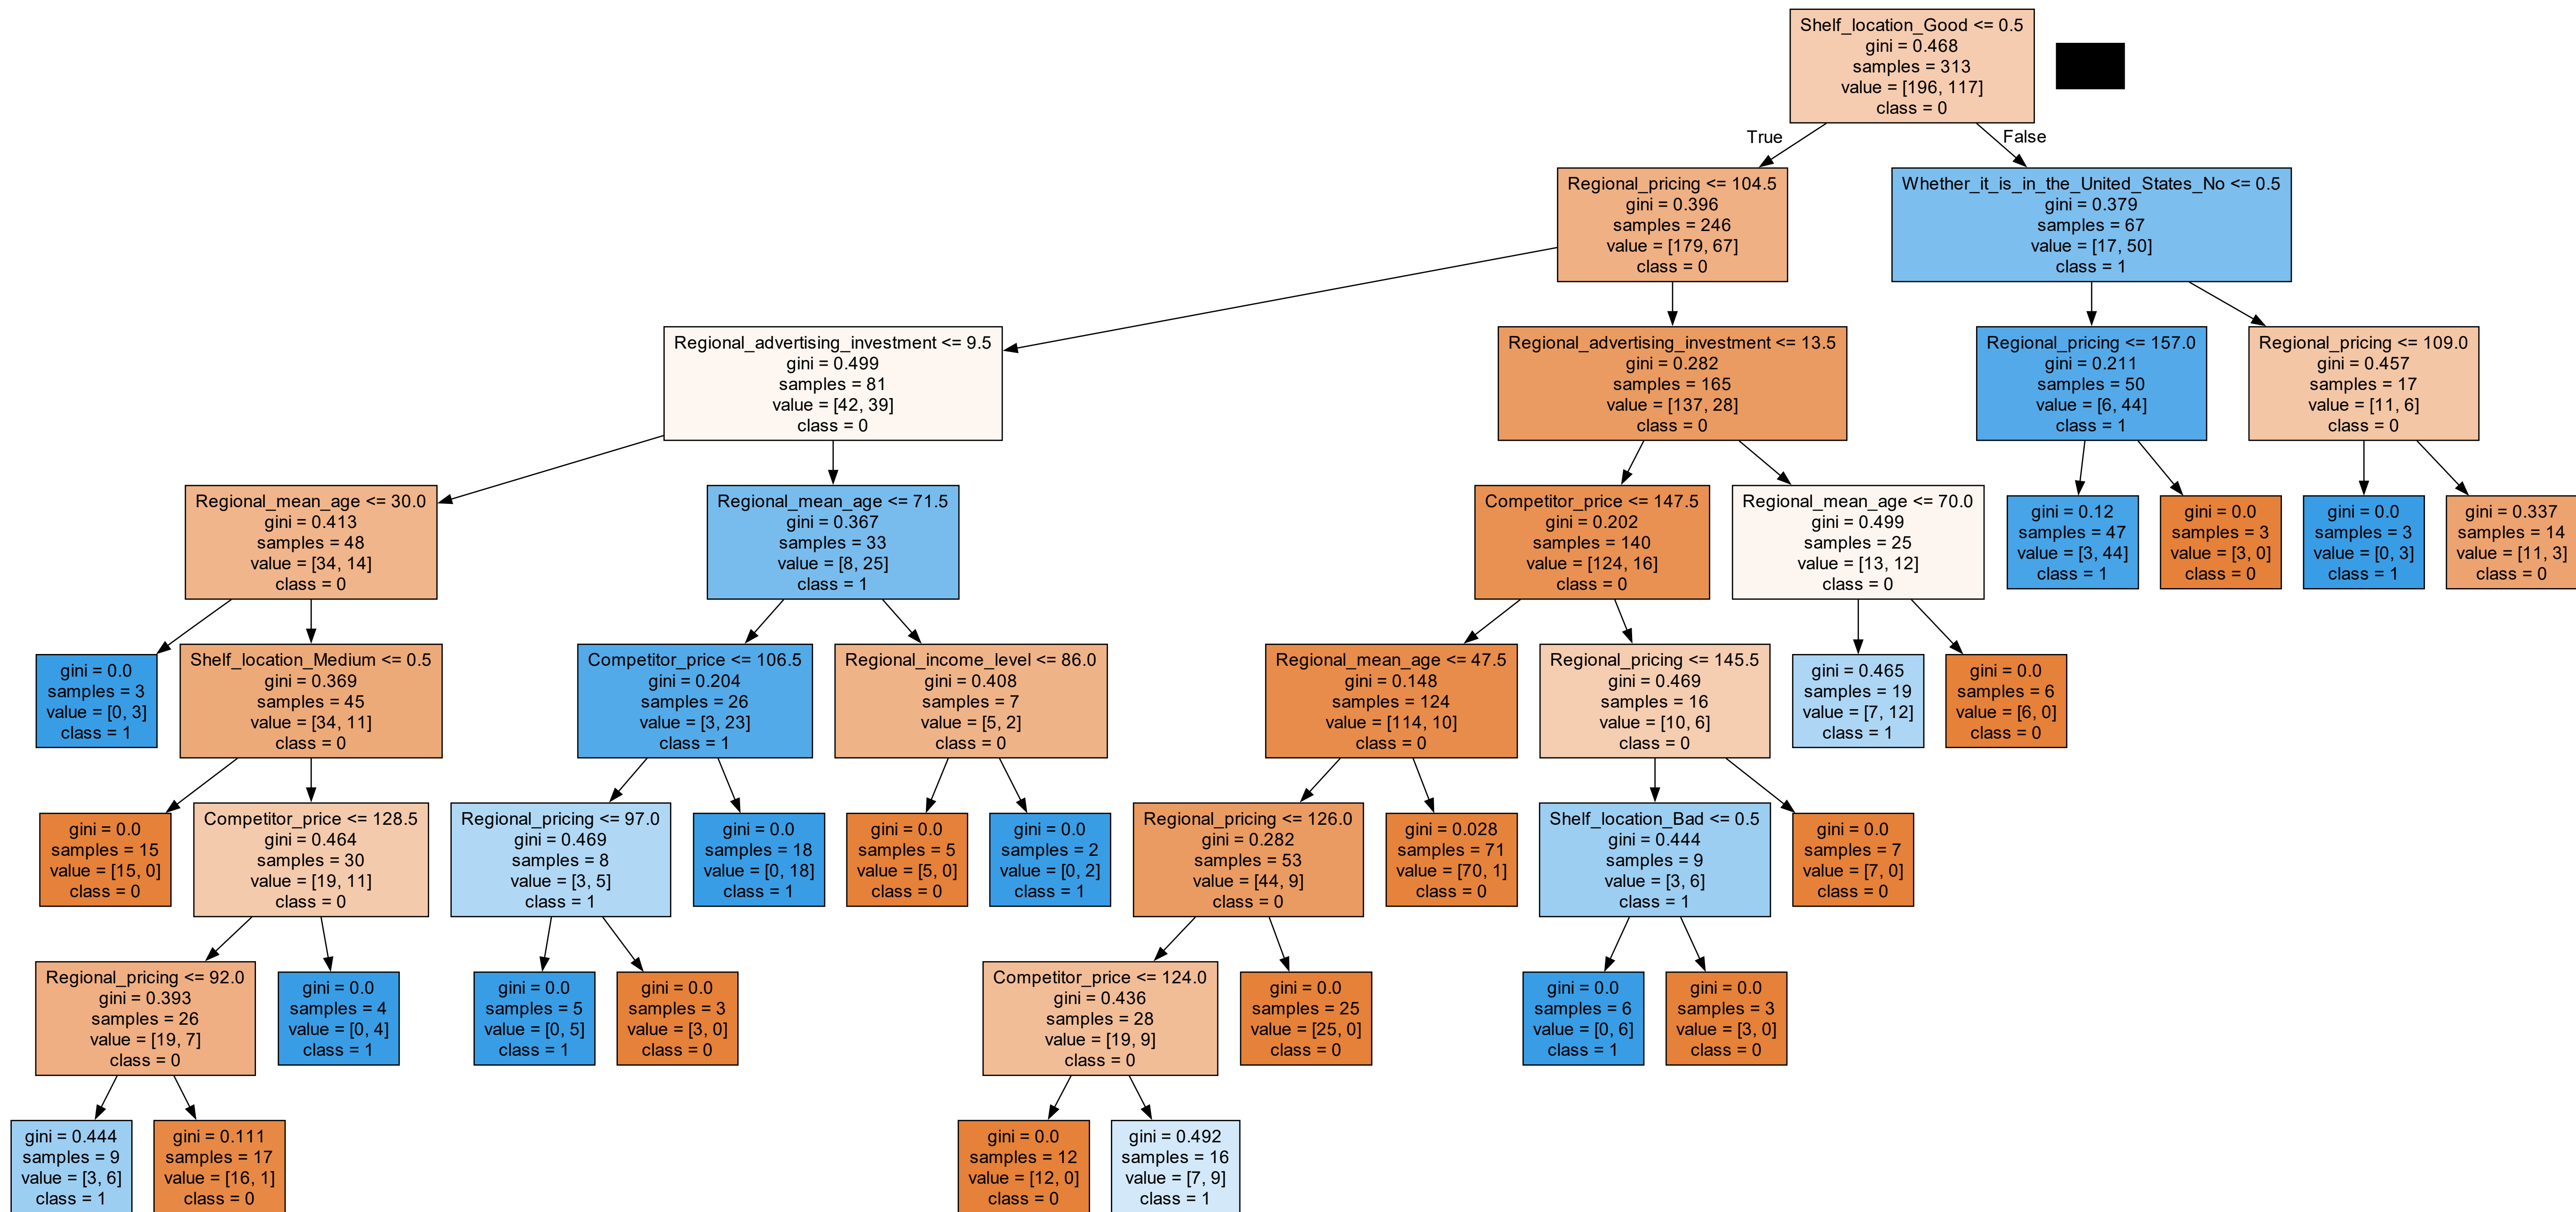 Shelf_location_Good <= 0.5
gini = 0.468
samples = 313
value = [196, 117]
class = 0
True
False
Regional_pricing <= 104.5
gini = 0.396
samples = 246
value = [179, 67]
class = 0
Whether_it_is_in_the_United_States_No <= 0.5
gini = 0.379
samples = 67
value = [17, 50]
class = 1
Regional_advertising_investment <= 9.5
gini = 0.499
samples = 81
value = [42, 39]
class = 0
Regional_advertising_investment <= 13.5
gini = 0.282
samples = 165
value = [137, 28]
class = 0
Regional_pricing <= 157.0
gini = 0.211
samples = 50
value = [6, 44]
class = 1
Regional_pricing <= 109.0
gini = 0.457
samples = 17
value = [11, 6]
class = 0
Regional_mean_age <= 30.0
gini = 0.413
samples = 48
value = [34, 14]
class = 0
Regional_mean_age <= 71.5
gini = 0.367
samples = 33
value = [8, 25]
class = 1
Competitor_price <= 147.5
gini = 0.202
samples = 140
value = [124, 16]
class = 0
Regional_mean_age <= 70.0
gini = 0.499
samples = 25
value = [13, 12]
class = 0
gini = 0.12
samples = 47
value = [3, 44]
class = 1
gini = 0.0
samples = 3
value = [3, 0]
class = 0
gini = 0.0
samples = 3
value = [0, 3]
class = 1
gini = 0.337
samples = 14
value = [11, 3]
class = 0
gini = 0.0
samples = 3
value = [0, 3]
class = 1
Shelf_location_Medium <= 0.5
gini = 0.369
samples = 45
value = [34, 11]
class = 0
Competitor_price <= 106.5
gini = 0.204
samples = 26
value = [3, 23]
class = 1
Regional_income_level <= 86.0
gini = 0.408
samples = 7
value = [5, 2]
class = 0
Regional_mean_age <= 47.5
gini = 0.148
samples = 124
value = [114, 10]
class = 0
Regional_pricing <= 145.5
gini = 0.469
samples = 16
value = [10, 6]
class = 0
gini = 0.465
samples = 19
value = [7, 12]
class = 1
gini = 0.0
samples = 6
value = [6, 0]
class = 0
gini = 0.0
samples = 15
value = [15, 0]
class = 0
Competitor_price <= 128.5
gini = 0.464
samples = 30
value = [19, 11]
class = 0
Regional_pricing <= 97.0
gini = 0.469
samples = 8
value = [3, 5]
class = 1
gini = 0.0
samples = 18
value = [0, 18]
class = 1
gini = 0.0
samples = 5
value = [5, 0]
class = 0
gini = 0.0
samples = 2
value = [0, 2]
class = 1
Regional_pricing <= 126.0
gini = 0.282
samples = 53
value = [44, 9]
class = 0
gini = 0.028
samples = 71
value = [70, 1]
class = 0
Shelf_location_Bad <= 0.5
gini = 0.444
samples = 9
value = [3, 6]
class = 1
gini = 0.0
samples = 7
value = [7, 0]
class = 0
Regional_pricing <= 92.0
gini = 0.393
samples = 26
value = [19, 7]
class = 0
gini = 0.0
samples = 4
value = [0, 4]
class = 1
gini = 0.0
samples = 5
value = [0, 5]
class = 1
gini = 0.0
samples = 3
value = [3, 0]
class = 0
Competitor_price <= 124.0
gini = 0.436
samples = 28
value = [19, 9]
class = 0
gini = 0.0
samples = 25
value = [25, 0]
class = 0
gini = 0.0
samples = 6
value = [0, 6]
class = 1
gini = 0.0
samples = 3
value = [3, 0]
class = 0
gini = 0.444
samples = 9
value = [3, 6]
class = 1
gini = 0.111
samples = 17
value = [16, 1]
class = 0
gini = 0.0
samples = 12
value = [12, 0]
class = 0
gini = 0.492
samples = 16
value = [7, 9]
class = 1